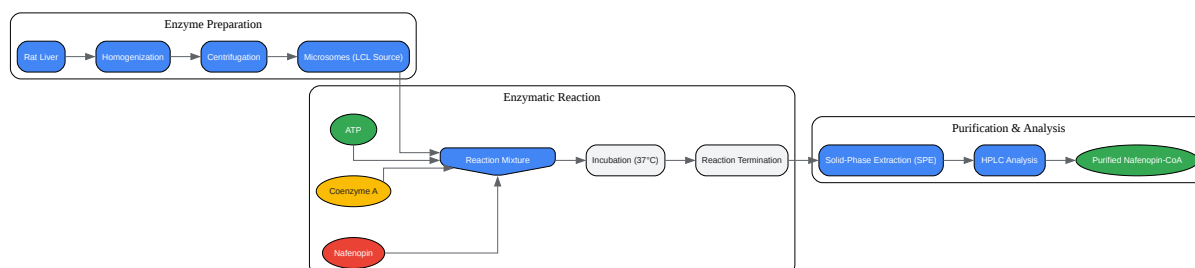 Enzyme Preparation
Rat Liver
Homogenization
Centrifugation
Microsomes (LCL Source)
Enzymatic Reaction
ATP
Reaction Mixture
Incubation (37°C)
Reaction Termination
Coenzyme A
Nafenopin
Purification & Analysis
Solid-Phase Extraction (SPE)
HPLC Analysis
Purified Nafenopin-CoA